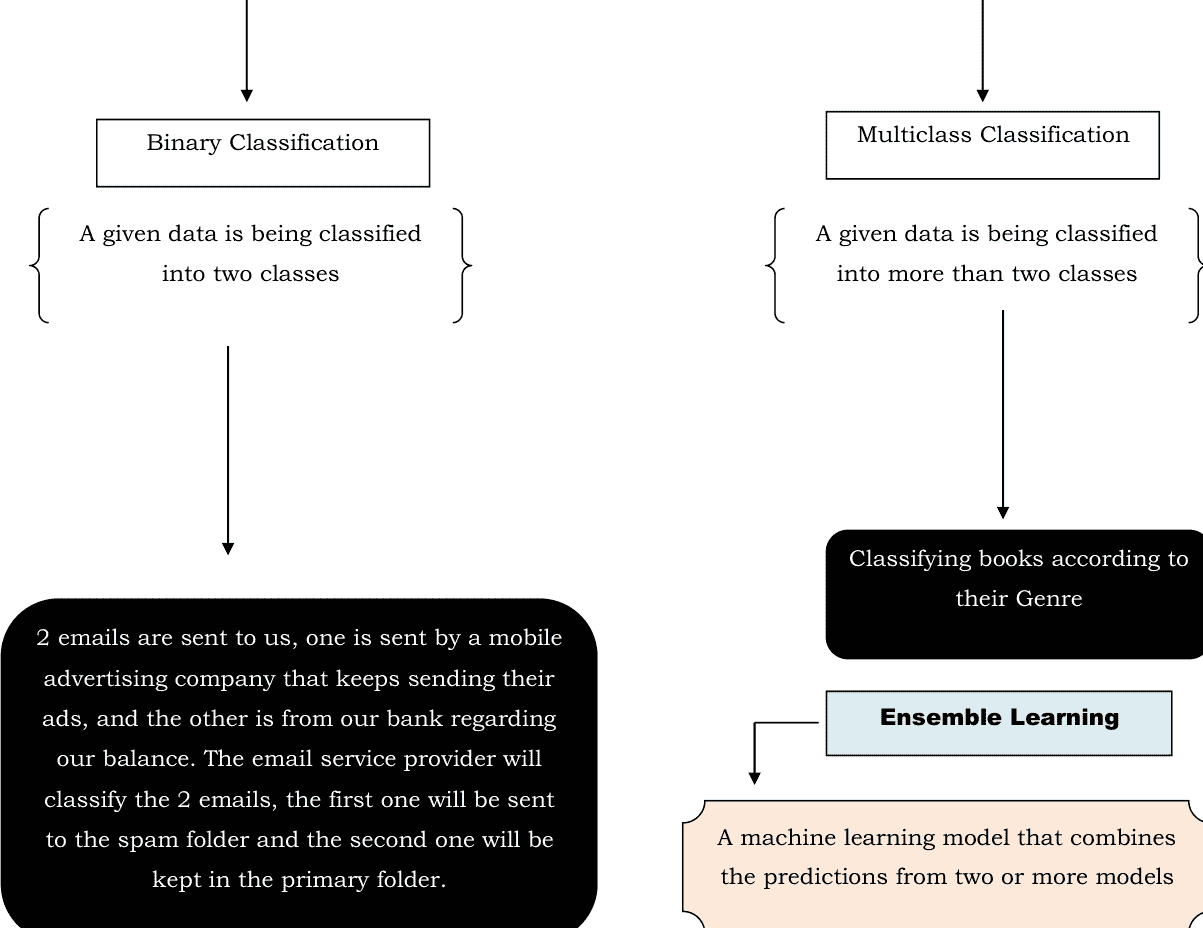 Binary Classification
A given data is being classified
into two classes
2 emails are sent to us, one is sent by a mobile
advertising company that keeps sending their
ads, and the other is from our bank regarding
our balance. The email service provider will
classify the 2 emails, the first one will be sent
to the spam folder and the second one will be
kept in the primary folder.
Multiclass Classification
A given data is being classified
into more than two classes
Classifying books according to
their Genre
Ensemble Learning
A machine learning model that combines
the predictions from two or more models